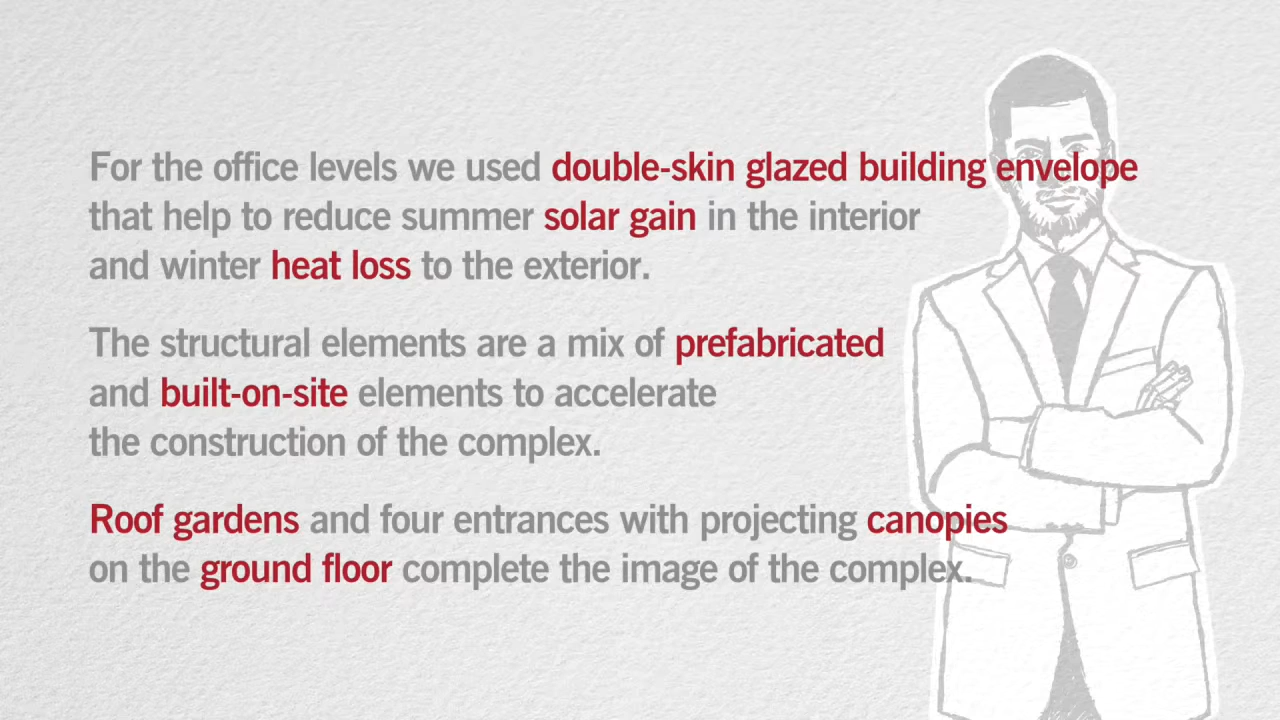 For the office levels we used double-skin glazed building envelope
that help to reduce summer solar gain in the interior
and winter heat loss to the exterior.
The structural elements are a mix of prefabricated
and built-on-site elements to accelerate
the construction of the complex.
Roof gardens and four entrances with projecting canopies
on the ground floor complete the image of the complex.